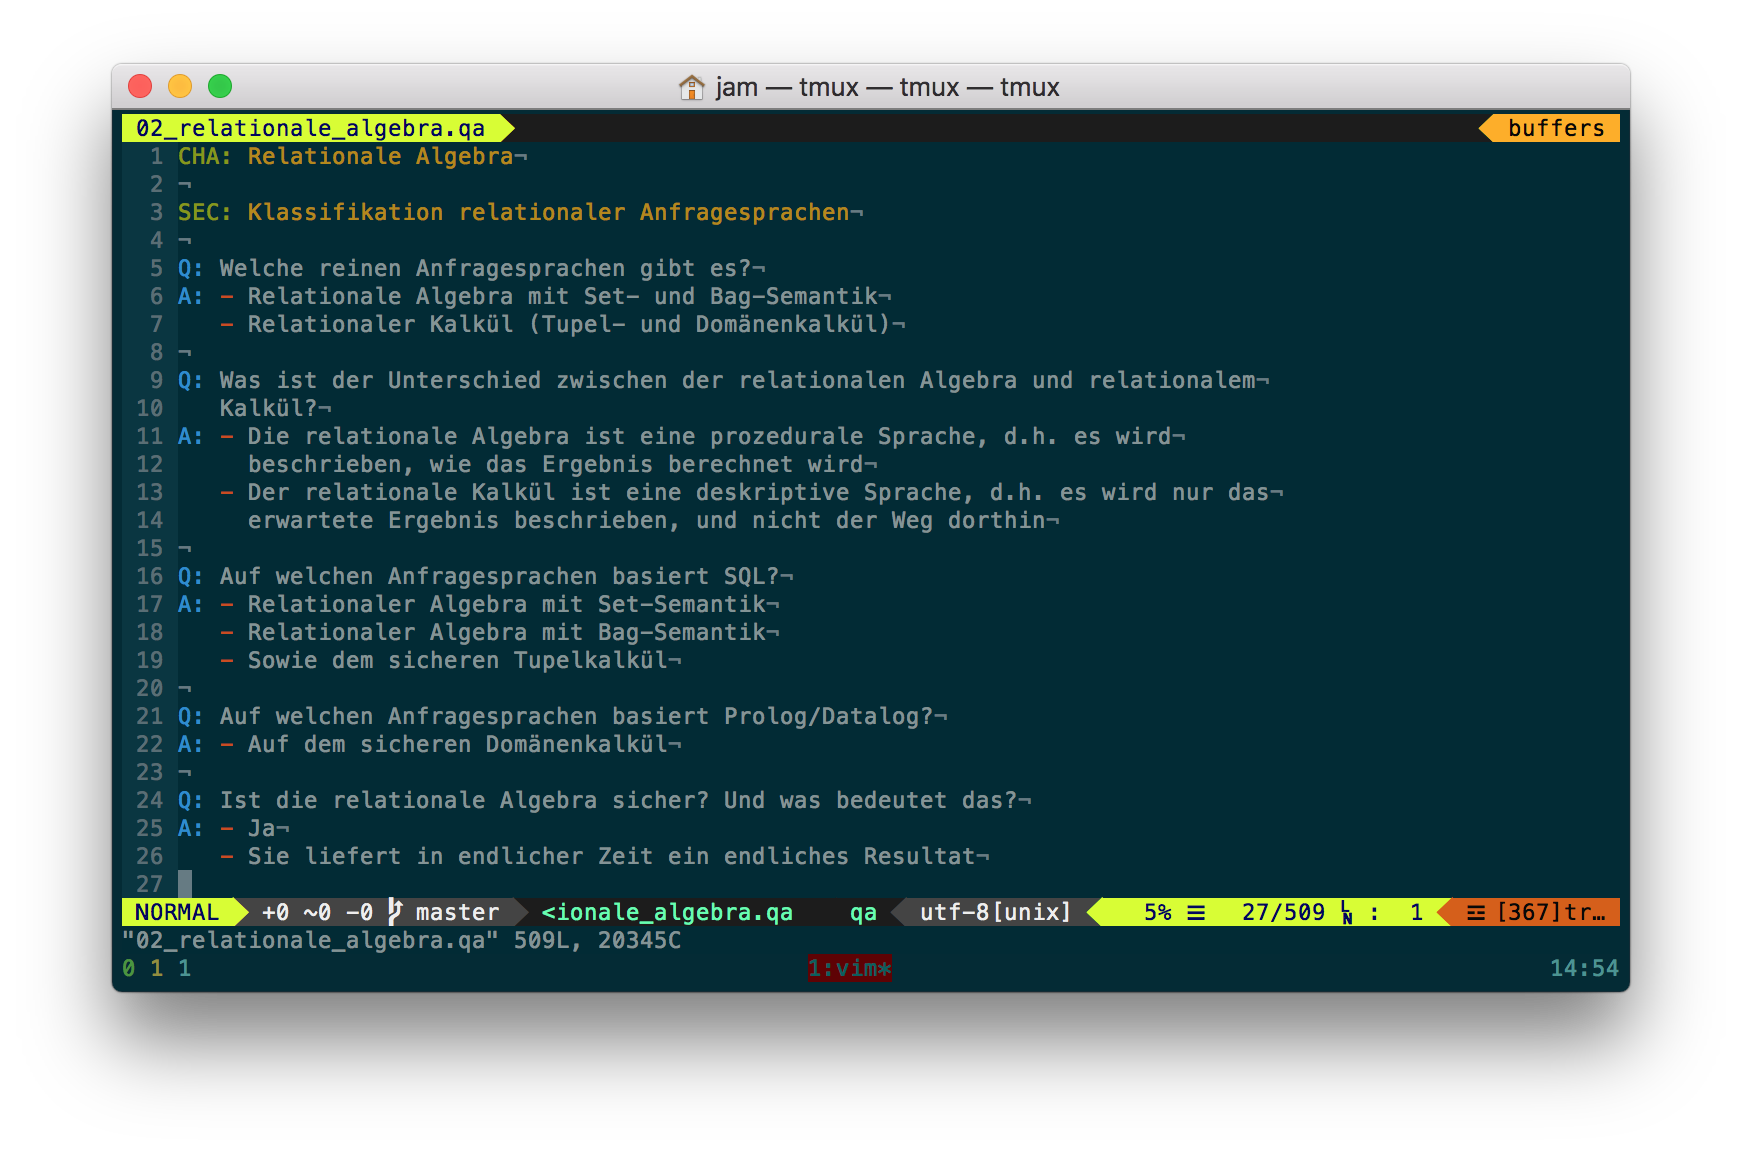 jam — tmux — tmux — tmux
02_relationale_algebra.qa buffers
1 CHA: Relationale Algebra¬
2 ¬
3 SEC: Klassifikation relationaler Anfragesprachen¬
4 ¬
5 Q: Welche reinen Anfragesprachen gibt es?¬
6 A: - Relationale Algebra mit Set- und Bag-Semantik¬
7 - Relationaler Kalkül (Tupel- und Domänenkalkül)¬
8 ¬
9 Q: Was ist der Unterschied zwischen der relationalen Algebra und relationalem¬
10 Kalkül?¬
11 A: - Die relationale Algebra ist eine prozedurale Sprache, d.h. es wird¬
12 beschrieben, wie das Ergebnis berechnet wird¬
13 - Der relationale Kalkül ist eine deskriptive Sprache, d.h. es wird nur das¬
14 erwartete Ergebnis beschrieben, und nicht der Weg dorthin¬
15 ¬
16 Q: Auf welchen Anfragesprachen basiert SQL?¬
17 A: - Relationaler Algebra mit Set-Semantik¬
18 - Relationaler Algebra mit Bag-Semantik¬
19 - Sowie dem sicheren Tupelkalkül¬
20 ¬
21 Q: Auf welchen Anfragesprachen basiert Prolog/Datalog?¬
22 A: - Auf dem sicheren Domänenkalkül¬
23 ¬
24 Q: Ist die relationale Algebra sicher? Und was bedeutet das?¬
25 A: - Ja¬
26 - Sie liefert in endlicher Zeit ein endliches Resultat¬
27
NORMAL +0 ~0 -0 master <ionale_algebra.qa qa utf-8[unix] 5% ☰ 27/509 LN : 1 ☲ [367]tr…
"02_relationale_algebra.qa" 509L, 20345C
0 1 1 1:vim* 14:54